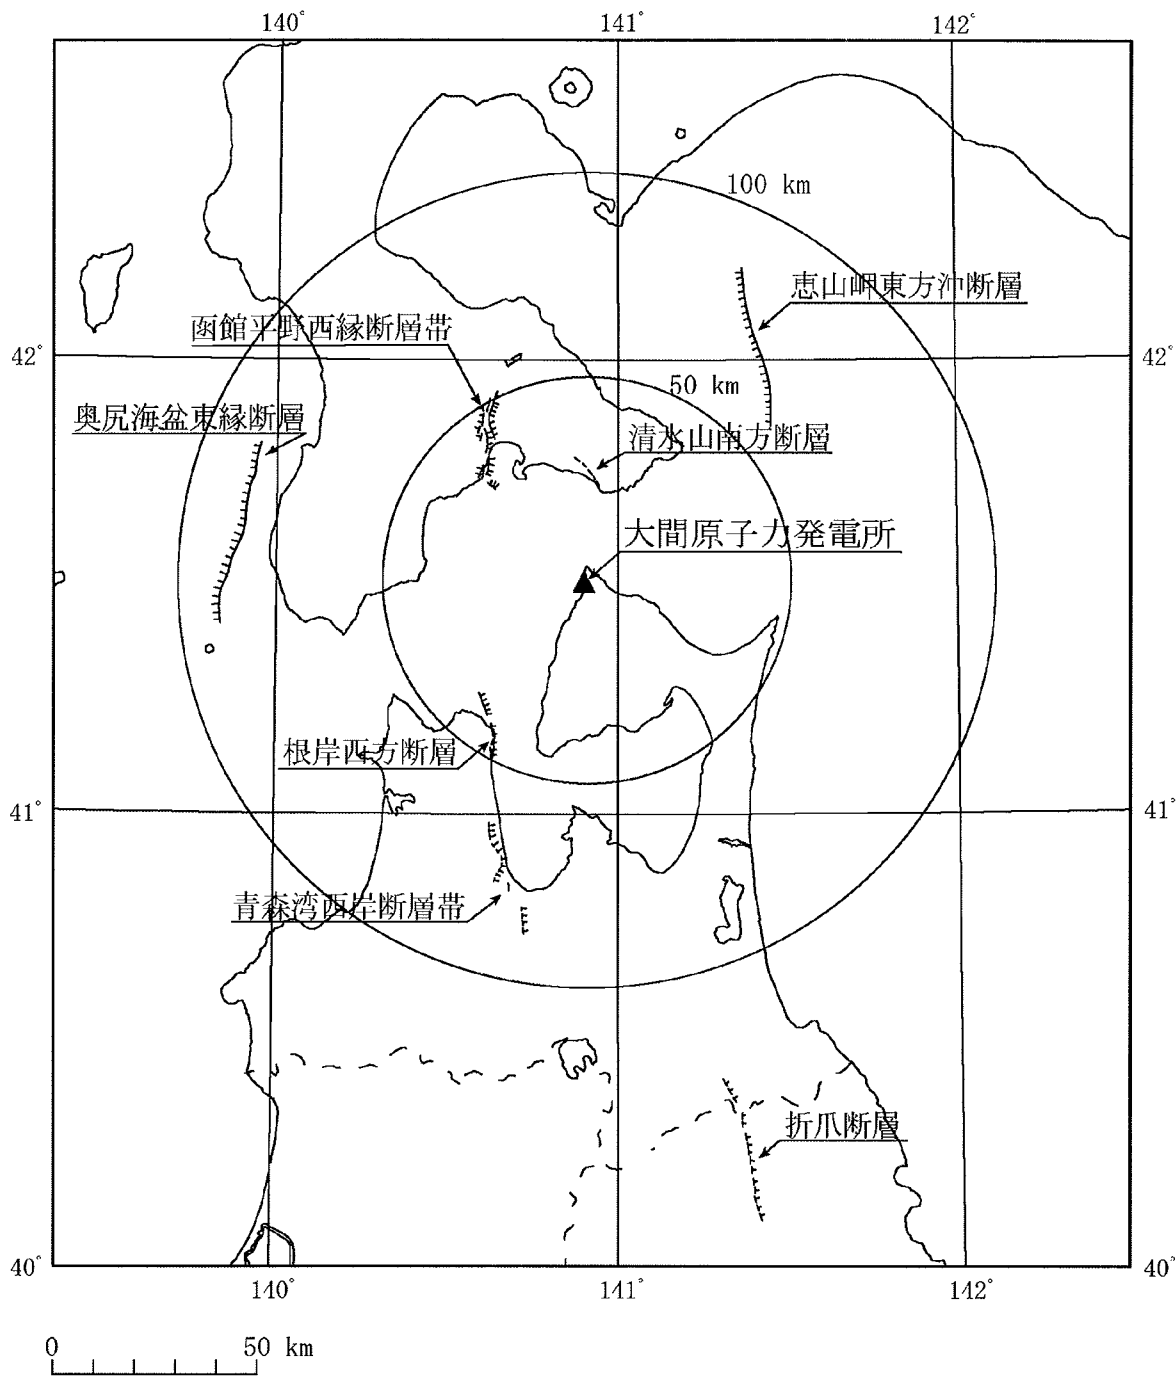 140°
141°
142°
100 km
恵山岬東方沖断層
函館平野西縁断層帯
42°
42°
50 km
奥尻海盆東縁断層
清水山南方断層
大間原子力発電所
根岸西方断層
41°
41°
青森湾西岸断層帯
折爪断層
40°
40°
140°
141°
142°
0
50 km